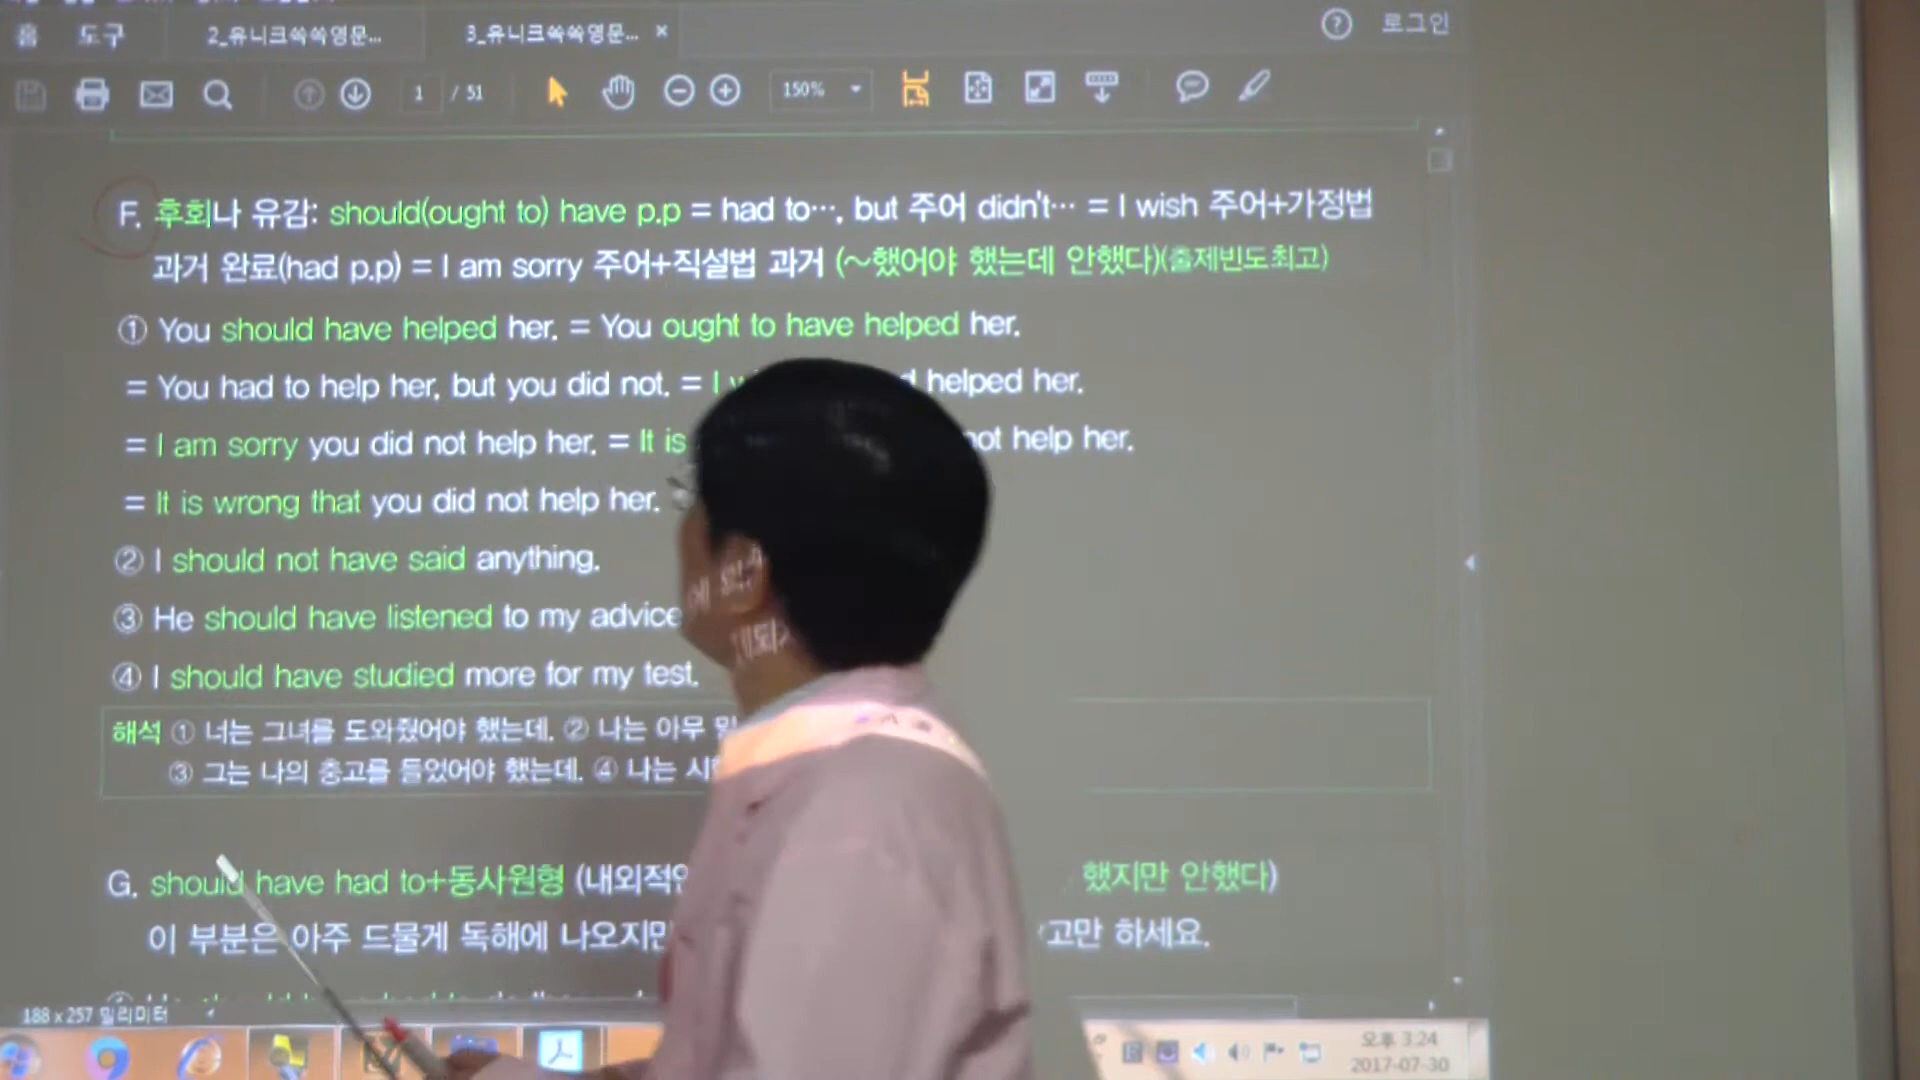 홈 도구 2_유니크쏙쏙영문... 3_유니크쏙쏙영문... × ? 로그인
1 / 51 150%
F. 후회나 유감: should(ought to) have p.p = had to…, but 주어 didn't… = I wish 주어+가정법
과거 완료(had p.p) = I am sorry 주어+직설법 과거 (~했어야 했는데 안했다)(출제빈도최고)
① You should have helped her. = You ought to have helped her.
= You had to help her, but you did not. = I helped her.
= I am sorry you did not help her. = It is not help her.
= It is wrong that you did not help her.
② I should not have said anything.
③ He should have listened to my advice
④ I should have studied more for my test.
해석 ① 너는 그녀를 도와줬어야 했는데. ② 나는 아무
③ 그는 나의 충고를 들었어야 했는데. ④ 나는
G. should have had to+동사원형 (내외적인 했지만 안했다)
이 부분은 아주 드물게 독해에 나오지만 하세요.
188 x 257 밀리미터
오후 3:24
2017-07-30